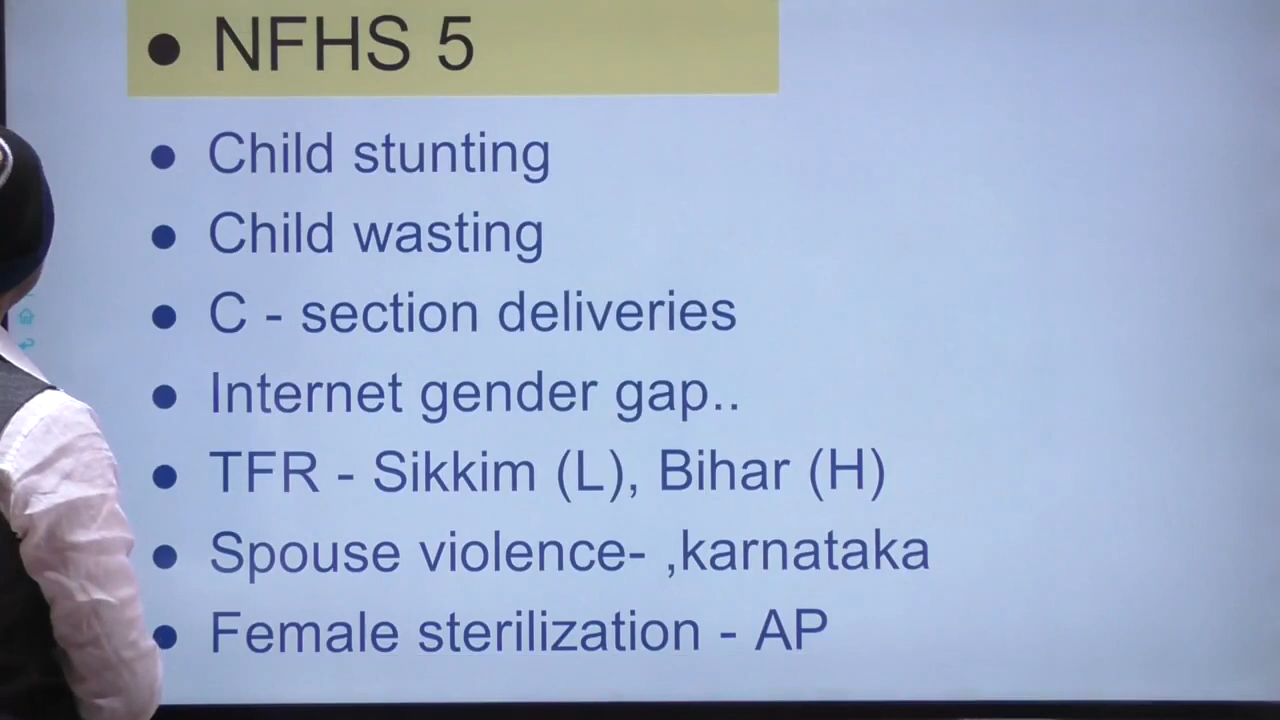 ● NFHS 5
● Child stunting
● Child wasting
● C - section deliveries
● Internet gender gap..
● TFR - Sikkim (L), Bihar (H)
● Spouse violence- ,karnataka
● Female sterilization - AP